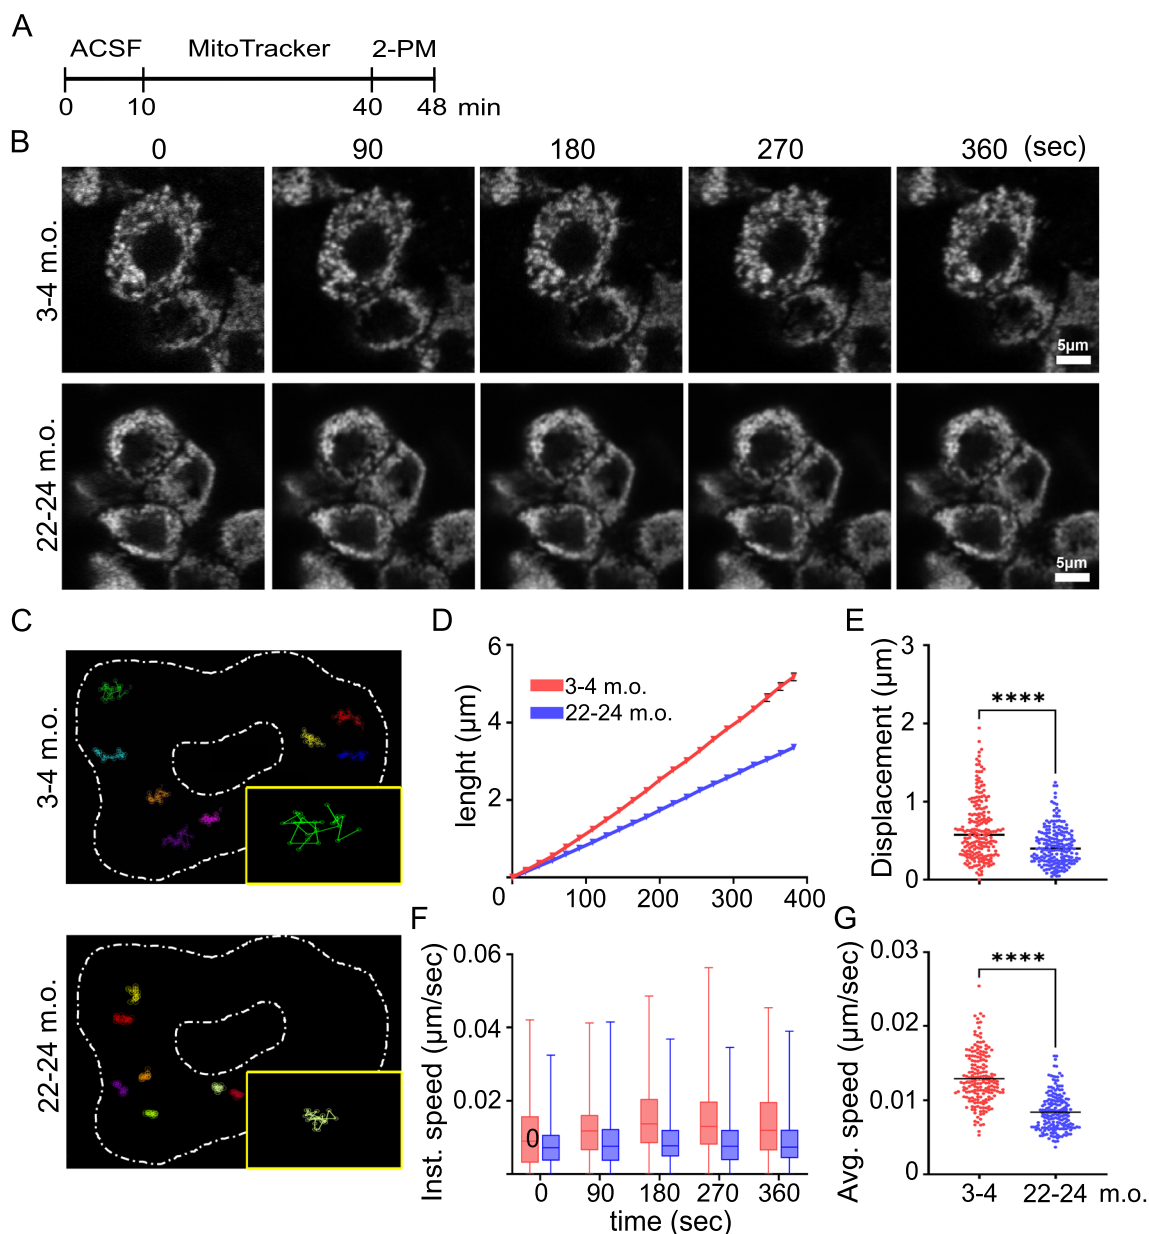 A
ACSF MitoTracker 2-PM
0 10 40 48 min
B
0 90 180 270 360 (sec)
3-4 m.o.
5µm
22-24 m.o.
5µm
C
3-4 m.o.
22-24 m.o.
D
lenght (µm)
6
4
2
0 100 200 300 400
3-4 m.o.
22-24 m.o.
E
Displacement (µm)
3
2
1
0
****
F
Inst. speed (µm/sec)
0.06
0.04
0.02
0
0 90 180 270 360
time (sec)
G
Avg. speed (µm/sec)
0.03
0.02
0.01
0
****
3-4 22-24 m.o.